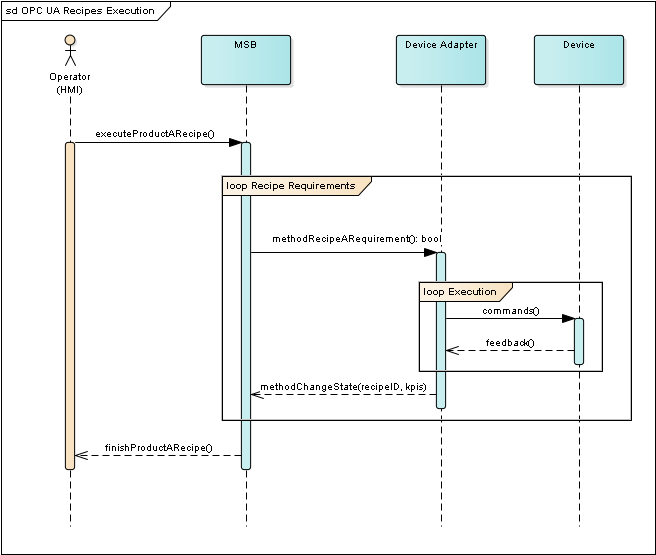 sd OPC UA Recipes Execution
MSB
Device Adapter
Device
Operator
(HMI)
executeProductARecipe()
loop Recipe Requirements
methodRecipeARequirement(): bool
loop Execution
commands()
feedback()
methodChangeState(recipeID, kpis)
finishProductARecipe()